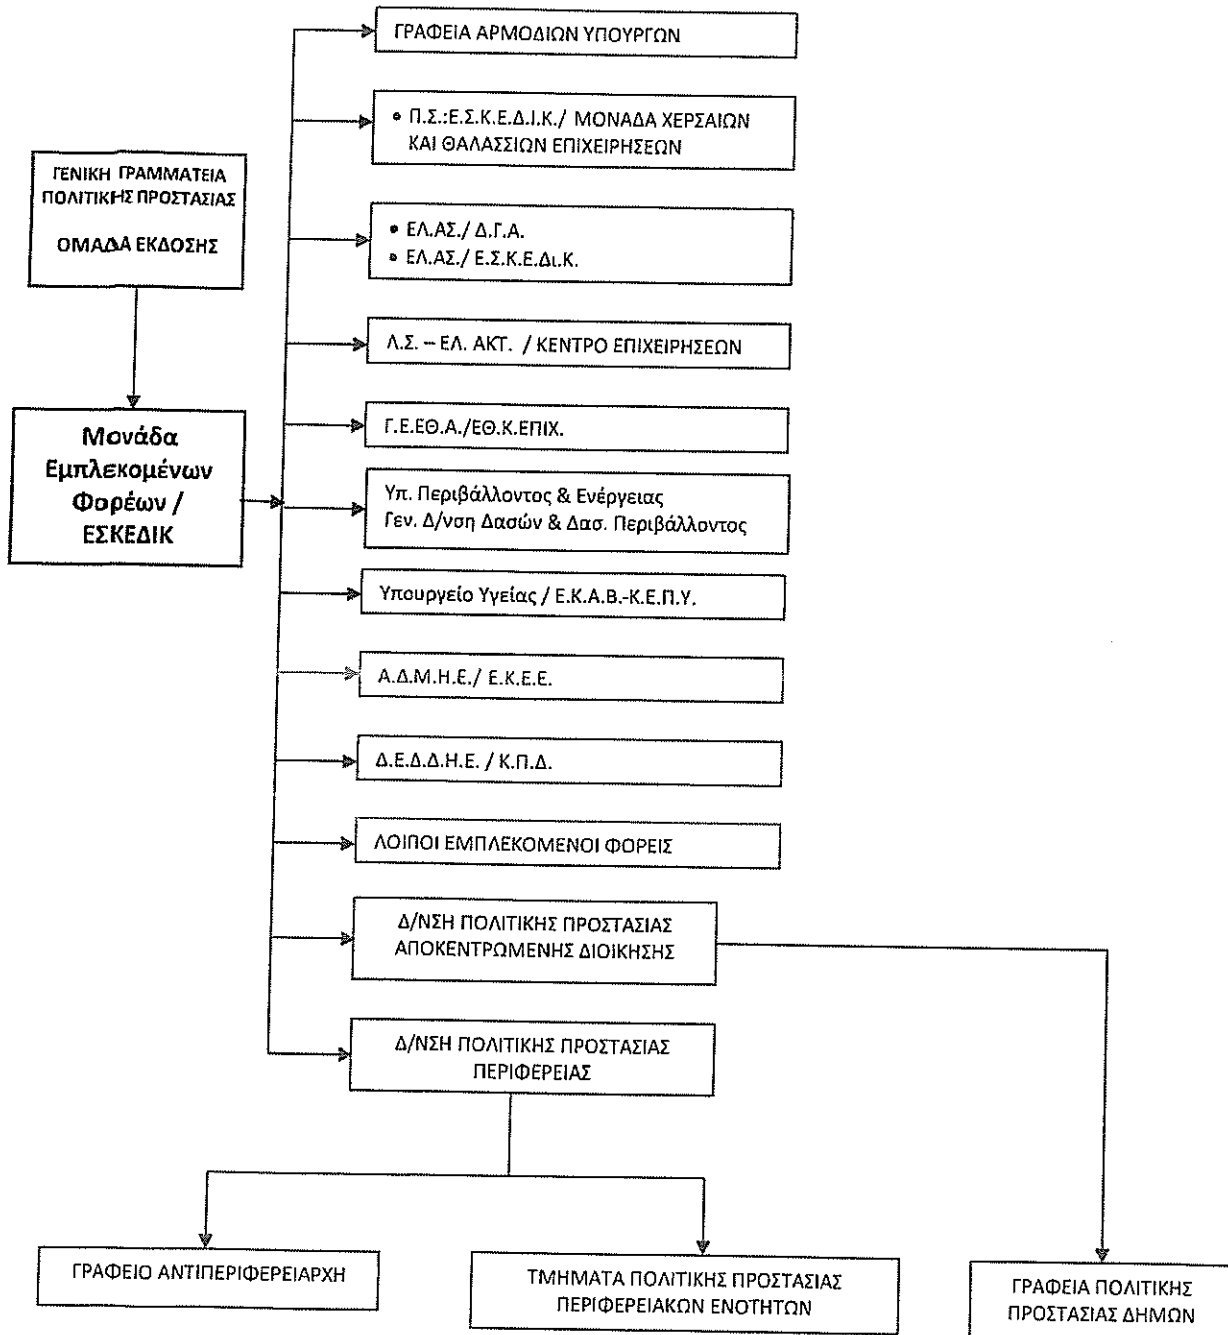 ΓΡΑΦΕΙΑ ΑΡΜΟΔΙΩΝ ΥΠΟΥΡΓΩΝ
• Π.Σ.:Ε.Σ.Κ.Ε.Δ.Ι.Κ./ ΜΟΝΑΔΑ ΧΕΡΣΑΙΩΝ
ΚΑΙ ΘΑΛΑΣΣΙΩΝ ΕΠΙΧΕΙΡΗΣΕΩΝ
ΓΕΝΙΚΗ ΓΡΑΜΜΑΤΕΙΑ
ΠΟΛΙΤΙΚΗΣ ΠΡΟΣΤΑΣΙΑΣ
ΟΜΑΔΑ ΕΚΔΟΣΗΣ
• ΕΛ.ΑΣ./ Δ.Γ.Α.
• ΕΛ.ΑΣ./ Ε.Σ.Κ.Ε.Δι.Κ.
Λ.Σ. – ΕΛ. ΑΚΤ. / ΚΕΝΤΡΟ ΕΠΙΧΕΙΡΗΣΕΩΝ
Μονάδα
Εμπλεκομένων
Φορέων /
ΕΣΚΕΔΙΚ
Γ.Ε.ΕΘ.Α./ΕΘ.Κ.ΕΠΙΧ.
Υπ. Περιβάλλοντος & Ενέργειας
Γεν. Δ/νση Δασών & Δασ. Περιβάλλοντος
Υπουργείο Υγείας / Ε.Κ.Α.Β.-Κ.Ε.Π.Υ.
Α.Δ.Μ.Η.Ε./ Ε.Κ.Ε.Ε.
Δ.Ε.Δ.Δ.Η.Ε. / Κ.Π.Δ.
ΛΟΙΠΟΙ ΕΜΠΛΕΚΟΜΕΝΟΙ ΦΟΡΕΙΣ
Δ/ΝΣΗ ΠΟΛΙΤΙΚΗΣ ΠΡΟΣΤΑΣΙΑΣ
ΑΠΟΚΕΝΤΡΩΜΕΝΗΣ ΔΙΟΙΚΗΣΗΣ
Δ/ΝΣΗ ΠΟΛΙΤΙΚΗΣ ΠΡΟΣΤΑΣΙΑΣ
ΠΕΡΙΦΕΡΕΙΑΣ
ΓΡΑΦΕΙΟ ΑΝΤΙΠΕΡΙΦΕΡΕΙΑΡΧΗ
ΤΜΗΜΑΤΑ ΠΟΛΙΤΙΚΗΣ ΠΡΟΣΤΑΣΙΑΣ
ΠΕΡΙΦΕΡΕΙΑΚΩΝ ΕΝΟΤΗΤΩΝ
ΓΡΑΦΕΙΑ ΠΟΛΙΤΙΚΗΣ
ΠΡΟΣΤΑΣΙΑΣ ΔΗΜΩΝ